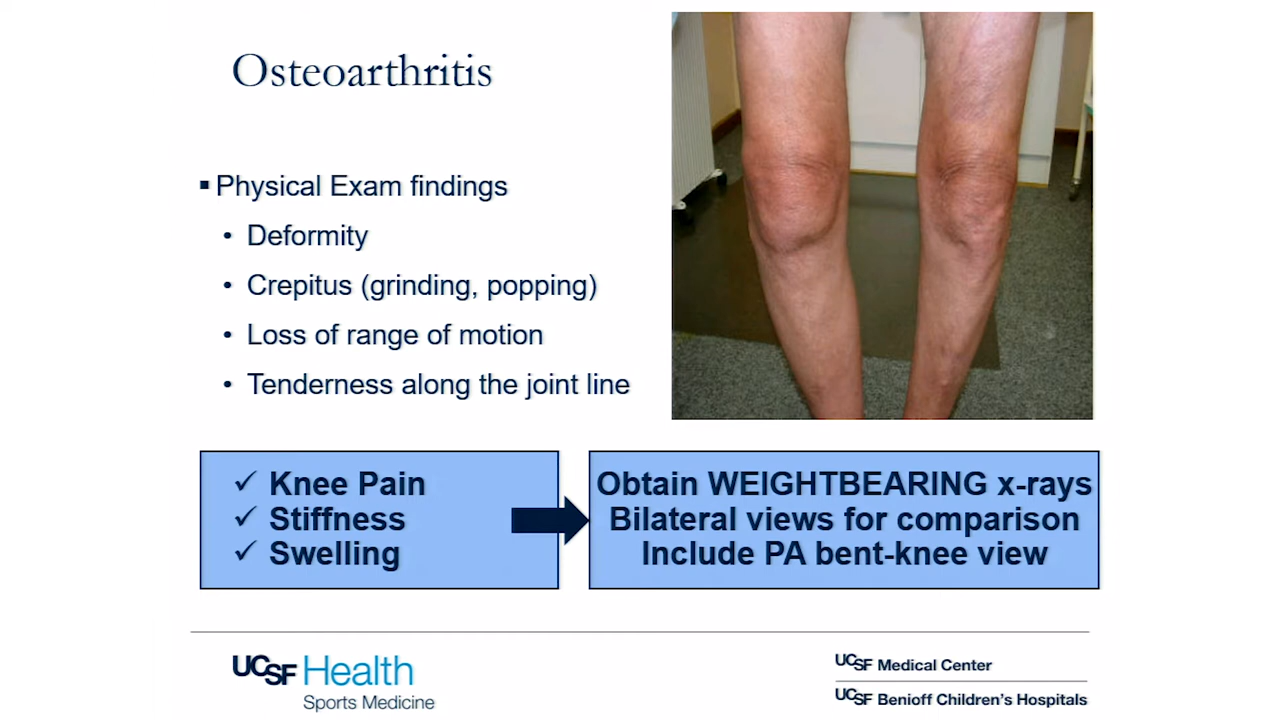 Osteoarthritis
▪ Physical Exam findings
• Deformity
• Crepitus (grinding, popping)
• Loss of range of motion
• Tenderness along the joint line
✓ Knee Pain
✓ Stiffness
✓ Swelling
Obtain WEIGHTBEARING x-rays
Bilateral views for comparison
Include PA bent-knee view
UCSF Health
Sports Medicine
UCSF Medical Center
UCSF Benioff Children's Hospitals